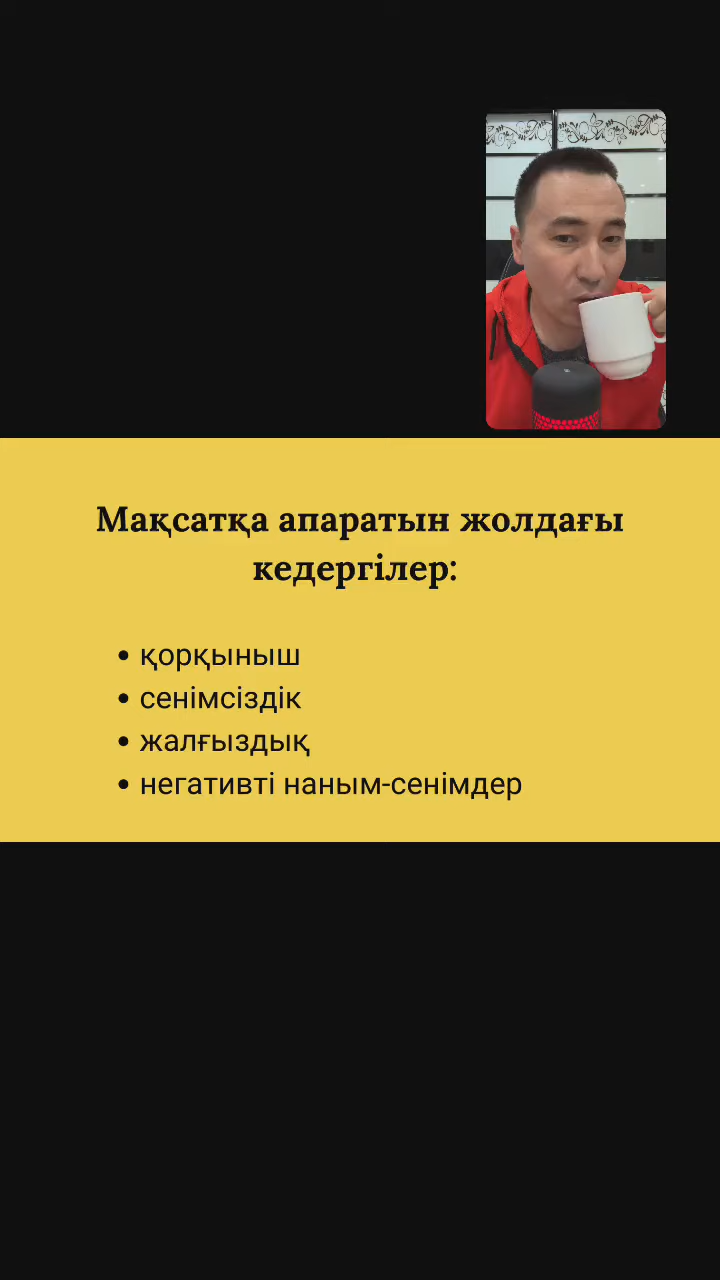 Мақсатқа апаратын жолдағы
кедергілер:
• қорқыныш
• сенімсіздік
• жалғыздық
• негативті наным-сенімдер